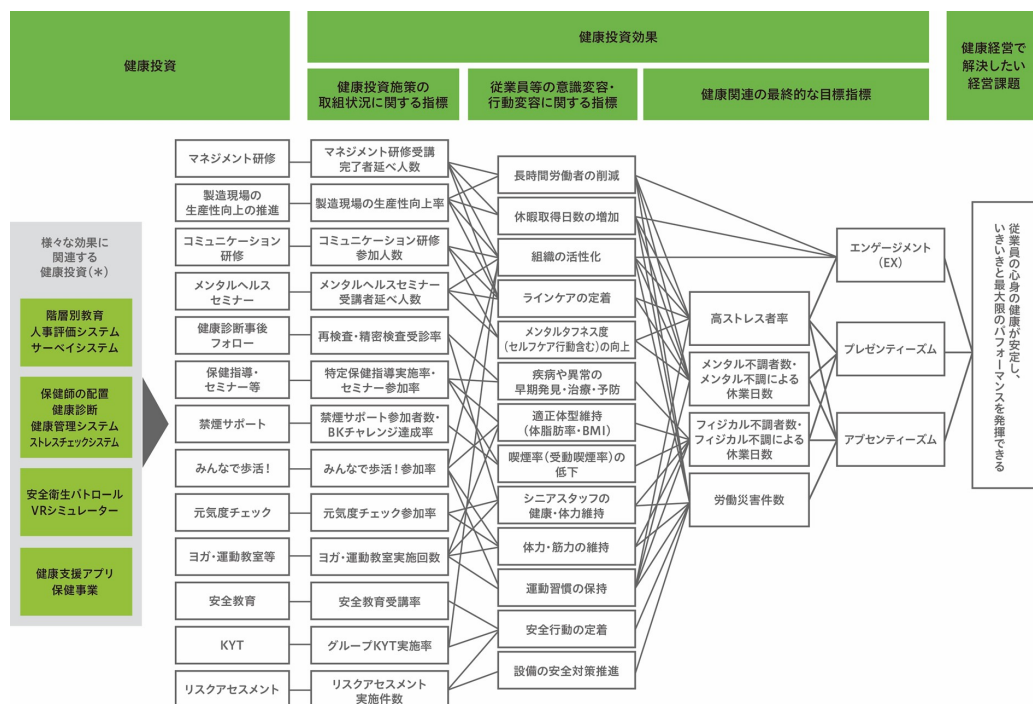 健康投資
健康投資効果
健康経営で
解決したい
経営課題
健康投資施策の
取組状況に関する指標
従業員等の意識変容・
行動変容に関する指標
健康関連の最終的な目標指標
様々な効果に
関連する
健康投資(＊)
階層別教育
人事評価システム
サーベイシステム
保健師の配置
健康診断
健康管理システム
ストレスチェックシステム
安全衛生パトロール
VRシミュレーター
健康支援アプリ
保健事業
マネジメント研修
製造現場の
生産性向上の推進
コミュニケーション
研修
メンタルヘルス
セミナー
健康診断事後
フォロー
保健指導・
セミナー等
禁煙サポート
みんなで歩活！
元気度チェック
ヨガ・運動教室等
安全教育
KYT
リスクアセスメント
マネジメント研修受講
完了者延べ人数
製造現場の生産性向上率
コミュニケーション研修
参加人数
メンタルヘルスセミナー
受講者延べ人数
再検査・精密検査受診率
特定保健指導実施率・
セミナー参加率
禁煙サポート参加者数・
BKチャレンジ達成率
みんなで歩活！参加率
元気度チェック参加率
ヨガ・運動教室実施回数
安全教育受講率
グループKYT実施率
リスクアセスメント
実施件数
長時間労働者の削減
休暇取得日数の増加
組織の活性化
ラインケアの定着
メンタルタフネス度
(セルフケア行動含む)の向上
疾病や異常の
早期発見・治療・予防
適正体型維持
(体脂肪率・BMI)
喫煙率(受動喫煙率)の
低下
シニアスタッフの
健康・体力維持
体力・筋力の維持
運動習慣の保持
安全行動の定着
設備の安全対策推進
高ストレス者率
メンタル不調者数・
メンタル不調による
休業日数
フィジカル不調者数・
フィジカル不調による
休業日数
労働災害件数
エンゲージメント
(EX)
プレゼンティーズム
アブセンティーズム
従業員の心身の健康が安定し、
いきいきと最大限のパフォーマンスを発揮できる